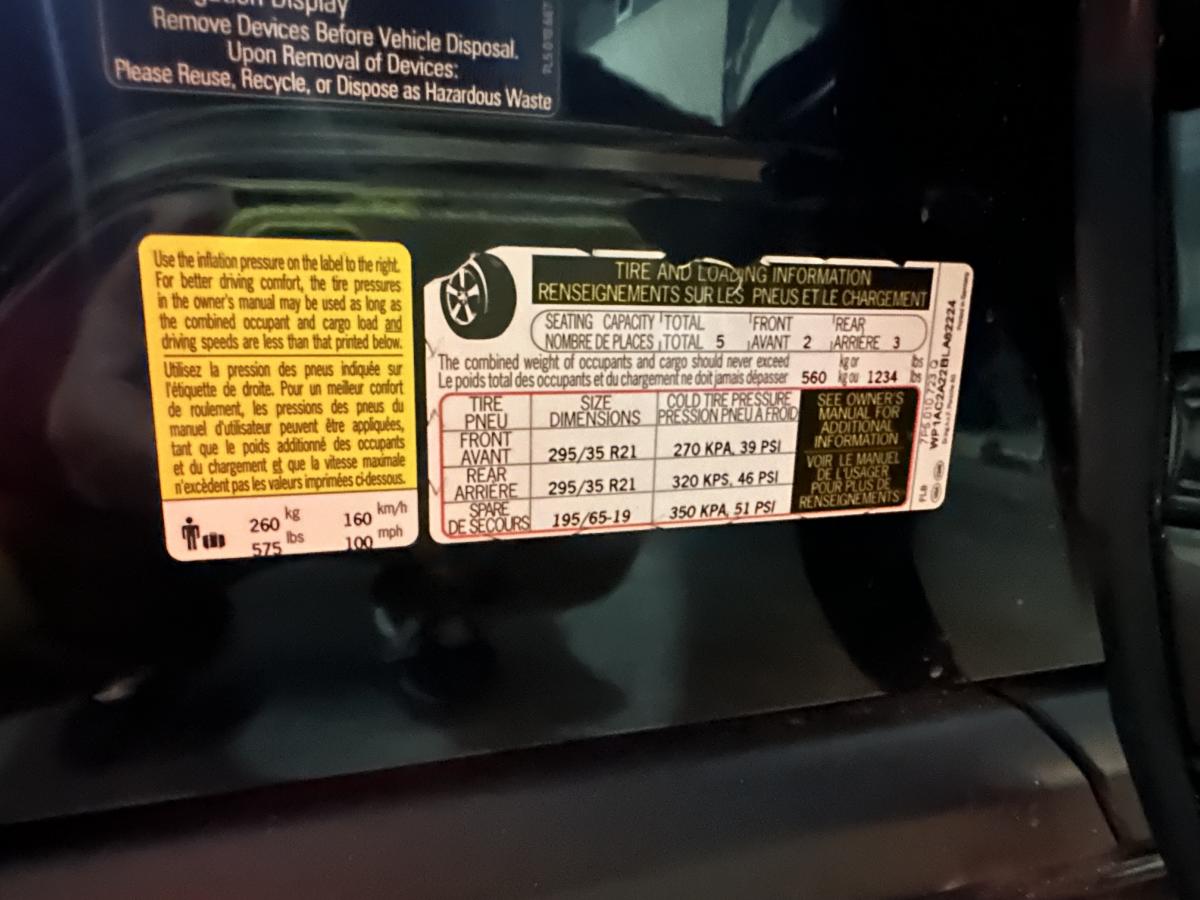 Display
Remove Devices Before Vehicle Disposal.
Upon Removal of Devices:
Please Reuse, Recycle, or Dispose as Hazardous Waste
Use the inflation pressure on the label to the right.
For better driving comfort, the tire pressures
in the owner's manual may be used as long as
the combined occupant and cargo load and
driving speeds are less than that printed below.
Utilisez la pression des pneus indiquée sur
l'étiquette de droite. Pour un meilleur confort
de roulement, les pressions des pneus du
manuel d'utilisateur peuvent être appliquées,
tant que le poids additionné des occupants
et du chargement et que la vitesse maximale
n'excèdent pas les valeurs imprimées ci-dessous.
260 kg 160 km/h
575 lbs 100 mph
TIRE AND LOADING INFORMATION
RENSEIGNEMENTS SUR LES PNEUS ET LE CHARGEMENT
SEATING CAPACITY TOTAL FRONT REAR
NOMBRE DE PLACES TOTAL 5 AVANT 2 ARRIÈRE 3
The combined weight of occupants and cargo should never exceed kg or lbs
Le poids total des occupants et du chargement ne doit jamais dépasser 560 kg ou 1234 lbs
TIRE SIZE COLD TIRE PRESSURE
PNEU DIMENSIONS PRESSION PNEU A FROID
FRONT
AVANT 295/35 R21 270 KPA, 39 PSI
REAR
ARRIÈRE 295/35 R21 320 KPS, 46 PSI
SPARE
DE SECOURS 195/65-19 350 KPA, 51 PSI
SEE OWNER'S
MANUAL FOR
ADDITIONAL
INFORMATION
VOIR LE MANUEL
DE L'USAGER
POUR PLUS DE
RENSEIGNEMENTS
FLB